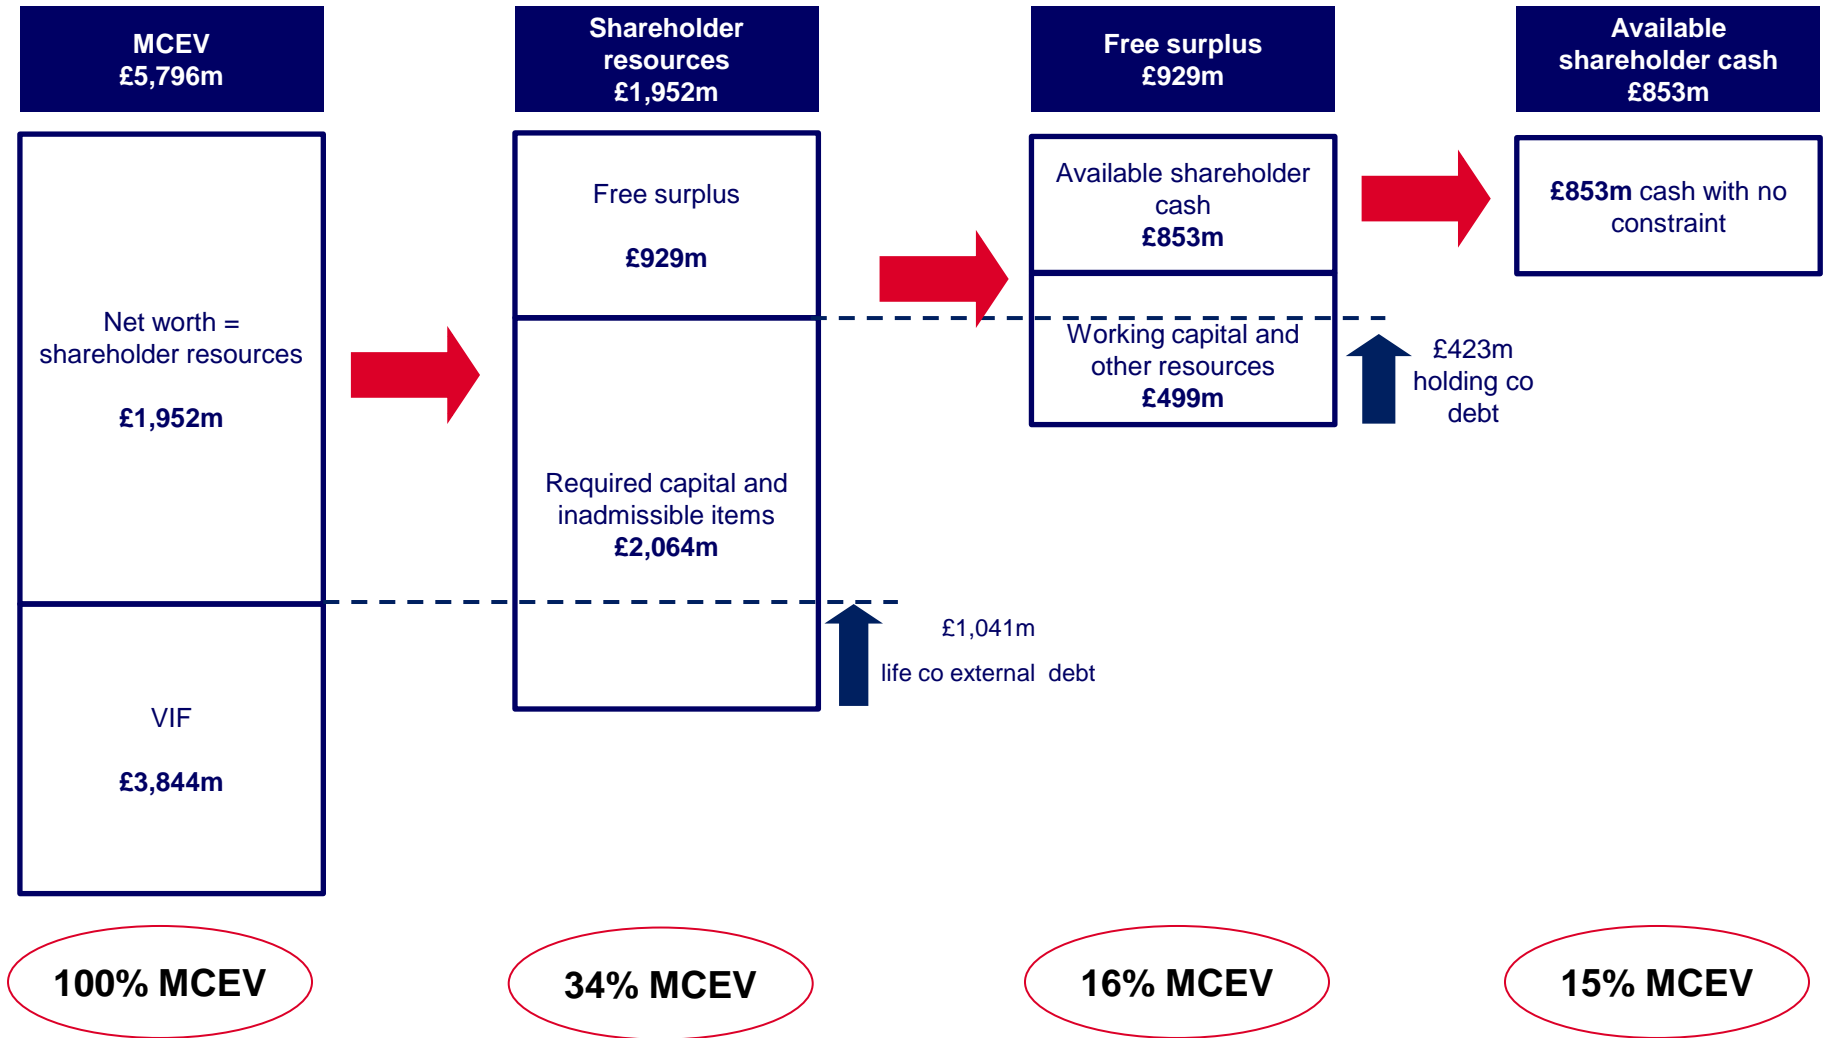 MCEV
£5,796m
Shareholder
resources
£1,952m
Free surplus
£929m
Available
shareholder cash
£853m
Net worth =
shareholder resources
£1,952m
VIF
£3,844m
Free surplus
£929m
Required capital and
inadmissible items
£2,064m
£1,041m
life co external debt
Available shareholder
cash
£853m
Working capital and
other resources
£499m
£423m
holding co
debt
£853m cash with no
constraint
100% MCEV
34% MCEV
16% MCEV
15% MCEV